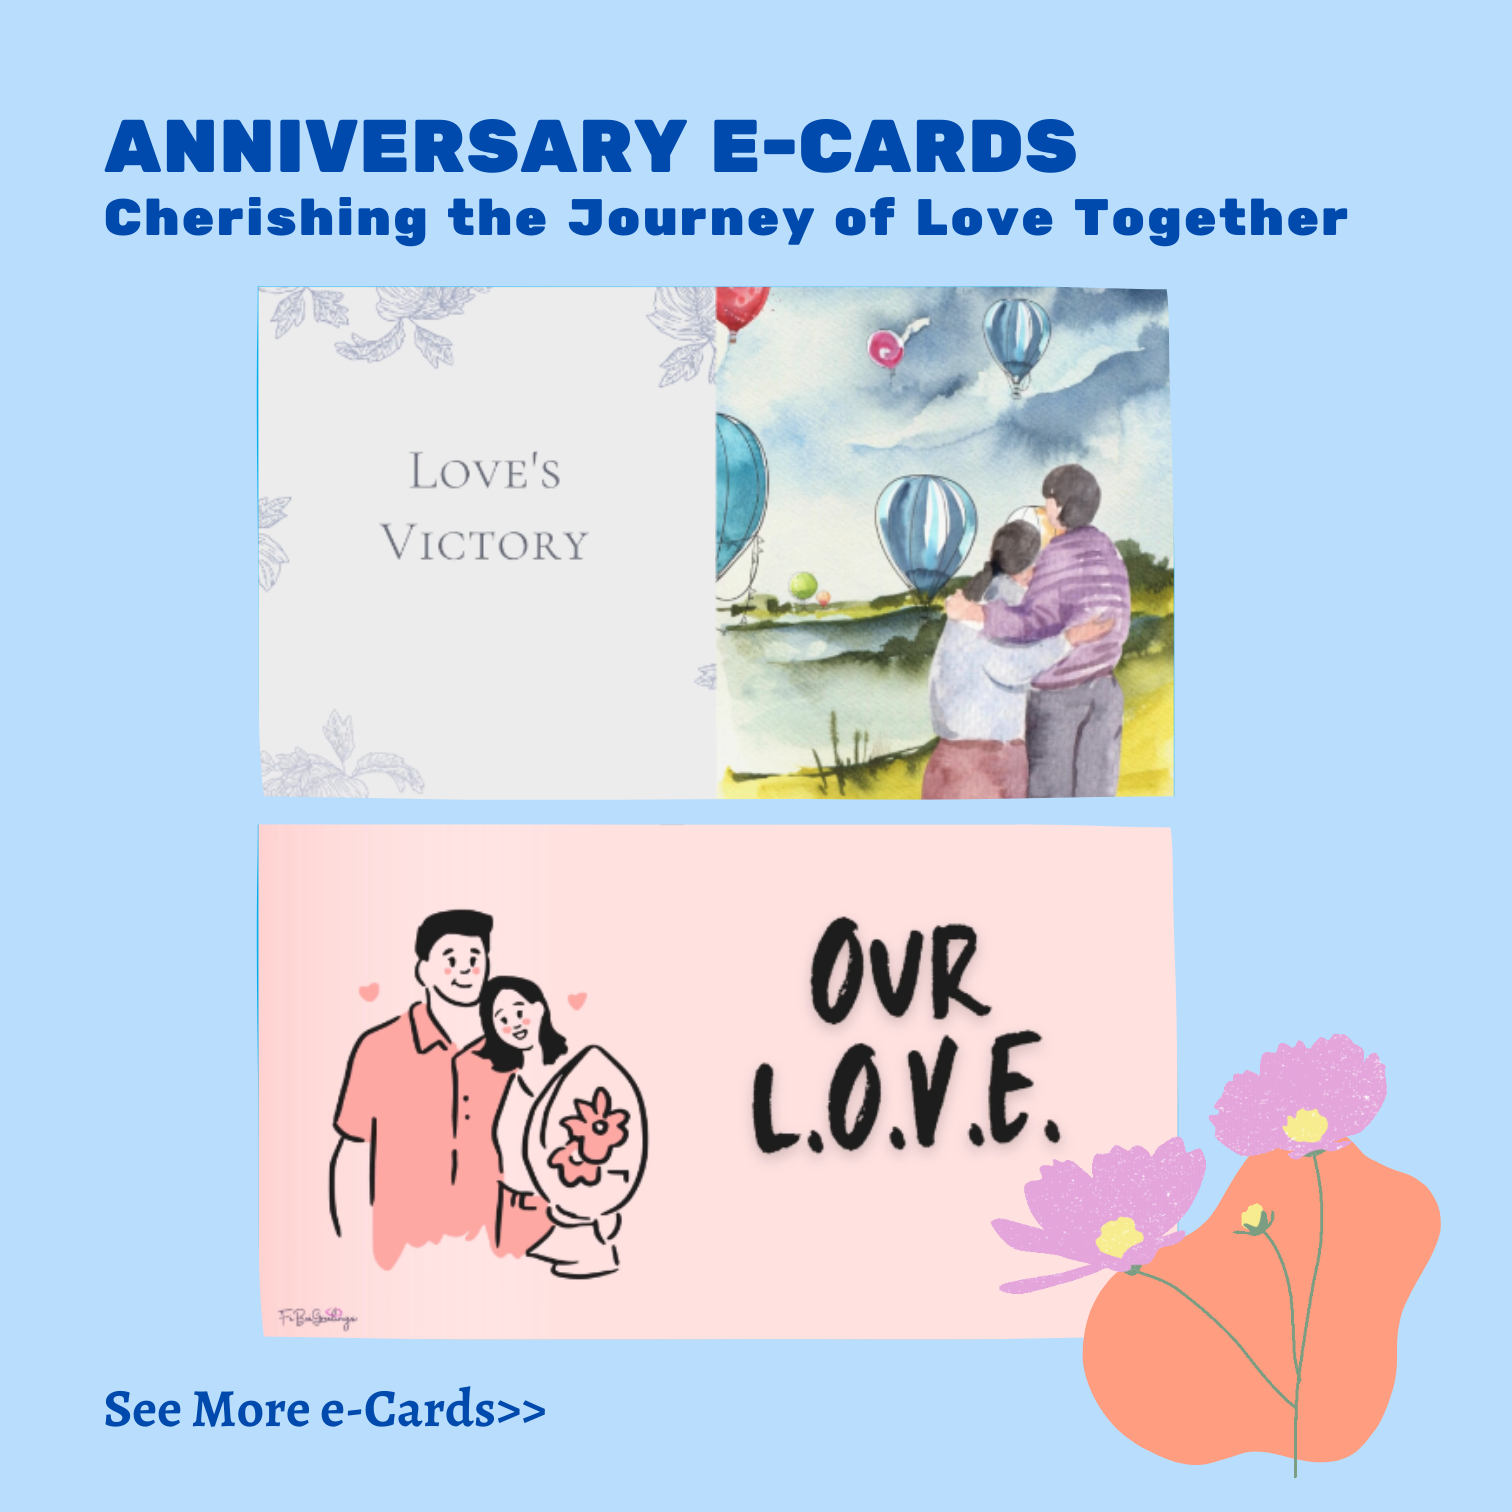 ANNIVERSARY E-CARDS
Cherishing the Journey of Love Together
LOVE'S
VICTORY
OUR
L.O.V.E.
See More e-Cards>>